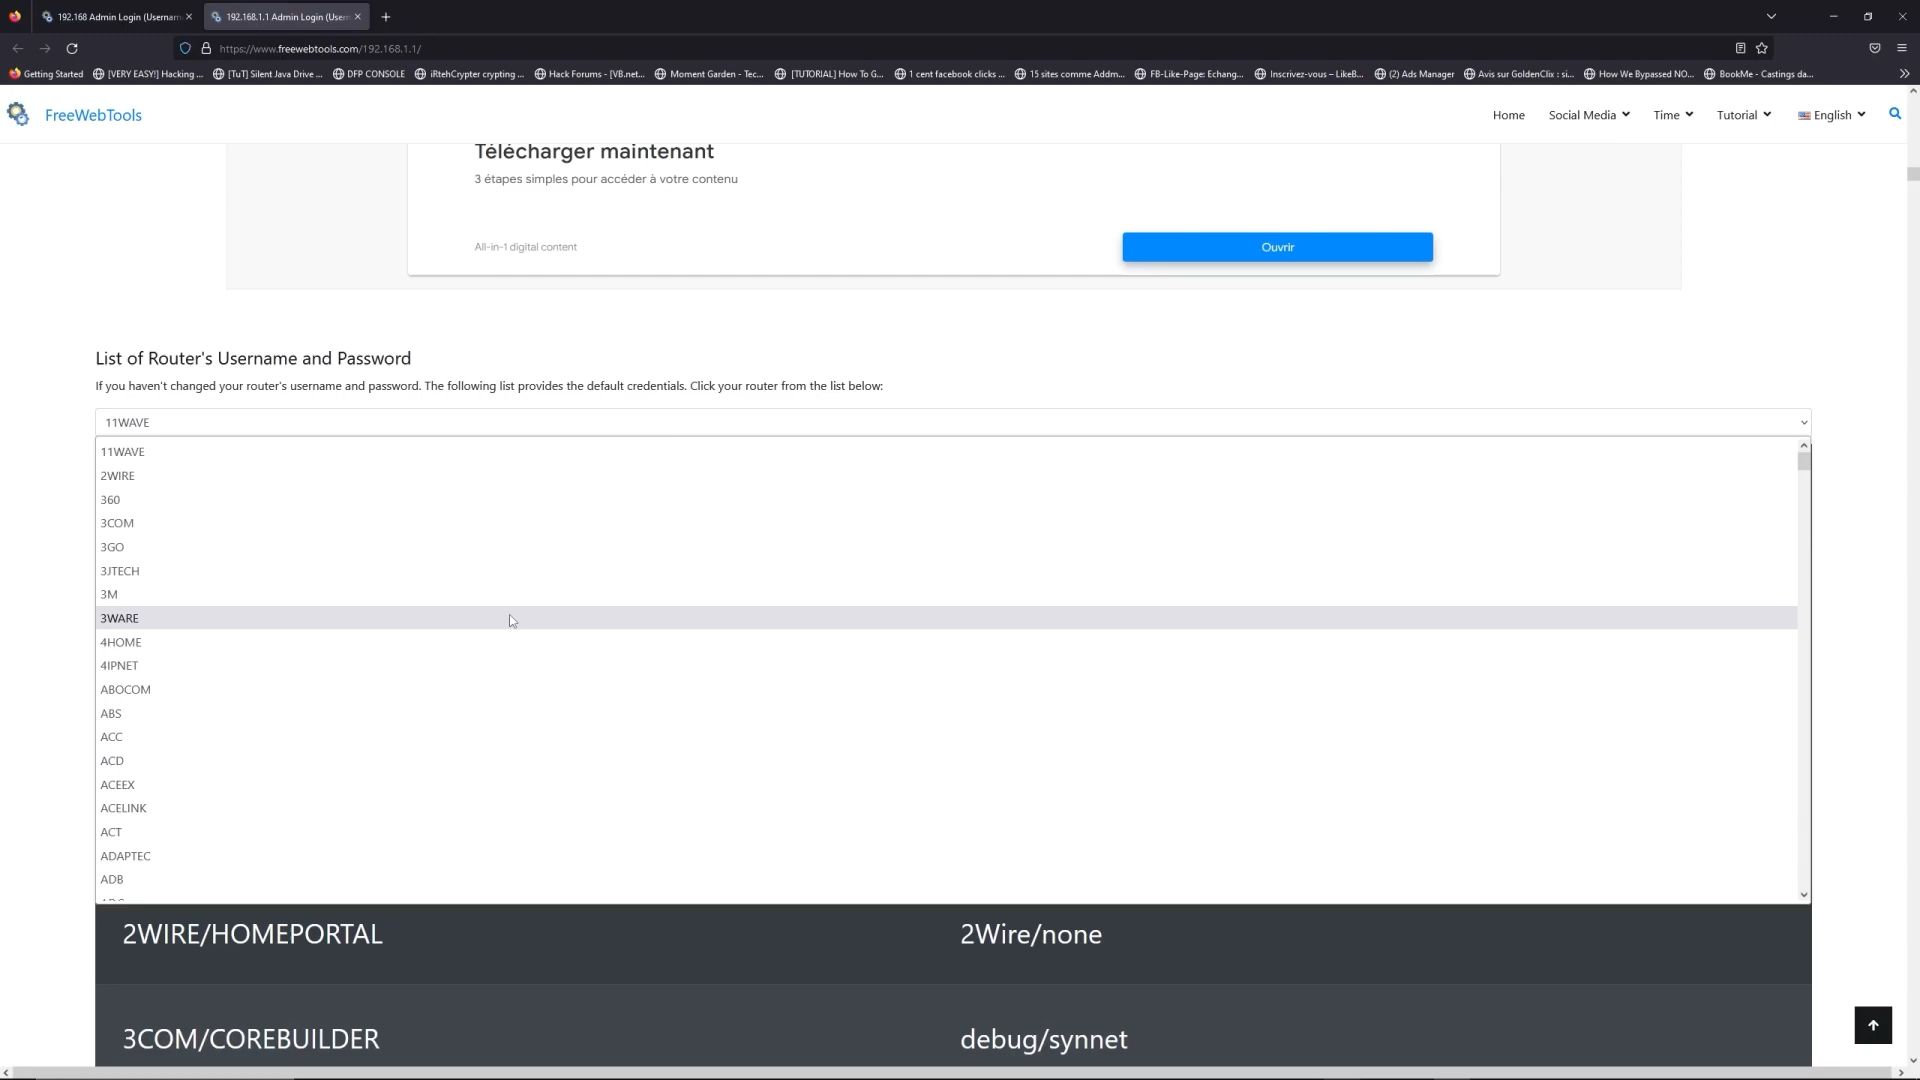 192.168 Admin Login (Usernam
192.168.1.1 Admin Login (Usern
https://www.freewebtools.com/192.168.1.1/
Getting Started
[VERY EASY!] Hacking ...
[TuT] Silent Java Drive ...
DFP CONSOLE
iRtehCrypter crypting ...
Hack Forums - [VB.net...
Moment Garden - Tec...
[TUTORIAL] How To G...
1 cent facebook clicks ...
15 sites comme Addm...
FB-Like-Page: Echang...
Inscrivez-vous – LikeB...
(2) Ads Manager
Avis sur GoldenClix : si...
How We Bypassed NO...
BookMe - Castings da...
FreeWebTools
Home
Social Media
Time
Tutorial
English
Télécharger maintenant
3 étapes simples pour accéder à votre contenu
All-in-1 digital content
Ouvrir
List of Router's Username and Password
If you haven't changed your router's username and password. The following list provides the default credentials. Click your router from the list below:
11WAVE
11WAVE
2WIRE
360
3COM
3GO
3JTECH
3M
3WARE
4HOME
4IPNET
ABOCOM
ABS
ACC
ACD
ACEEX
ACELINK
ACT
ADAPTEC
ADB
2WIRE/HOMEPORTAL
2Wire/none
3COM/COREBUILDER
debug/synnet